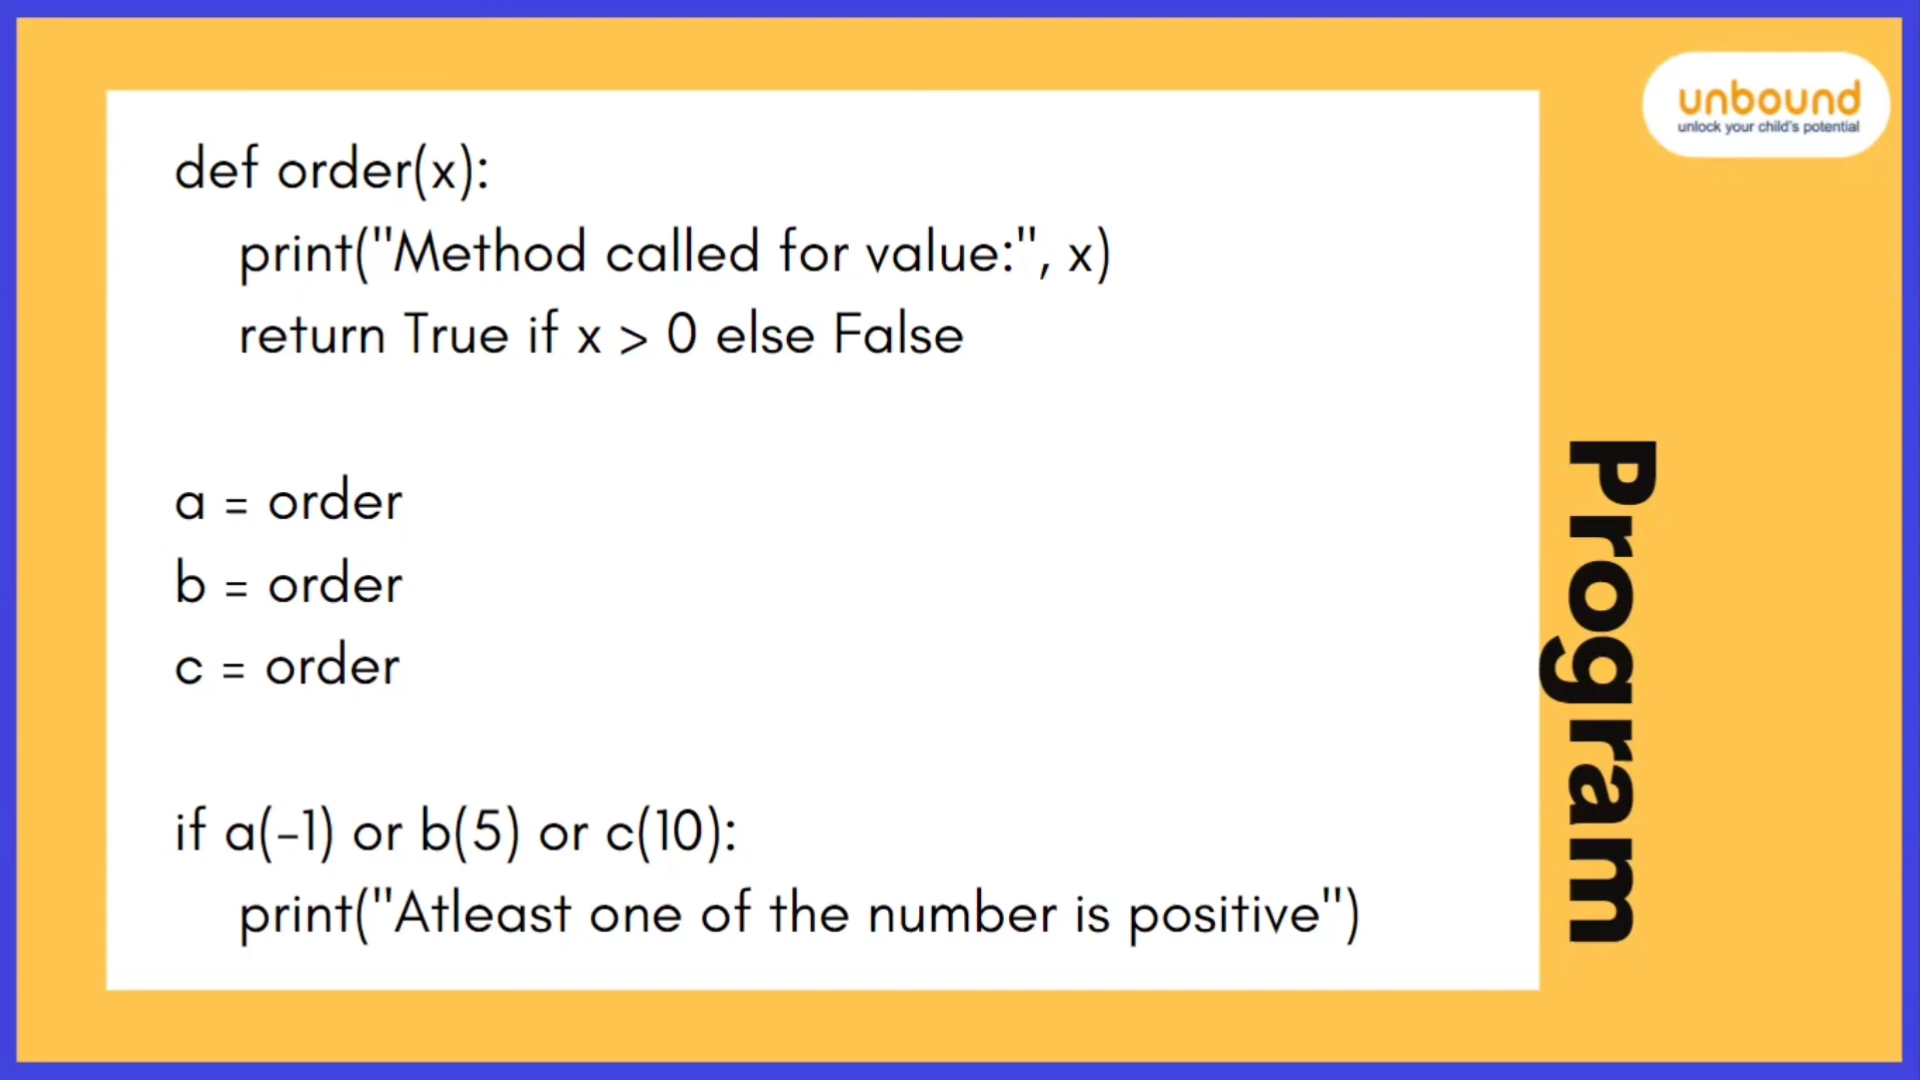 unbound
unlock your child's potential
def order(x):
    print("Method called for value:", x)
    return True if x > 0 else False
a = order
b = order
c = order
if a(-1) or b(5) or c(10):
    print("Atleast one of the number is positive")
Program